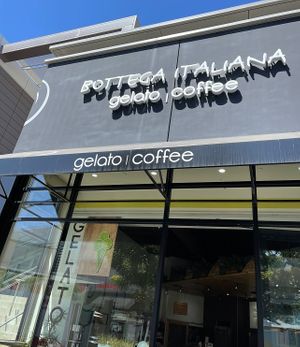 BOTTEGA ITALIANA
gelato | coffee
gelato | coffee
GELATO